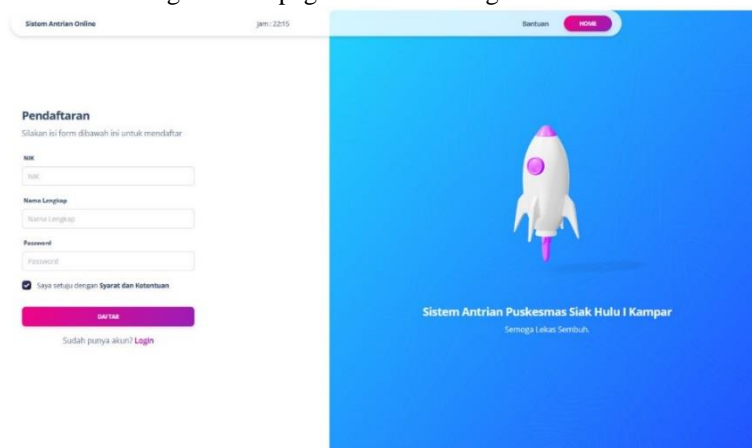 Sistem Antrian Online
Jam : 22:15
Bantuan
HOME
Pendaftaran
Silakan isi form dibawah ini untuk mendaftar
NIK
NIK
Nama Lengkap
Nama Lengkap
Password
Password
Saya setuju dengan Syarat dan Ketentuan
DAFTAR
Sudah punya akun? Login
Sistem Antrian Puskesmas Siak Hulu I Kampar
Semoga Lekas Sembuh.